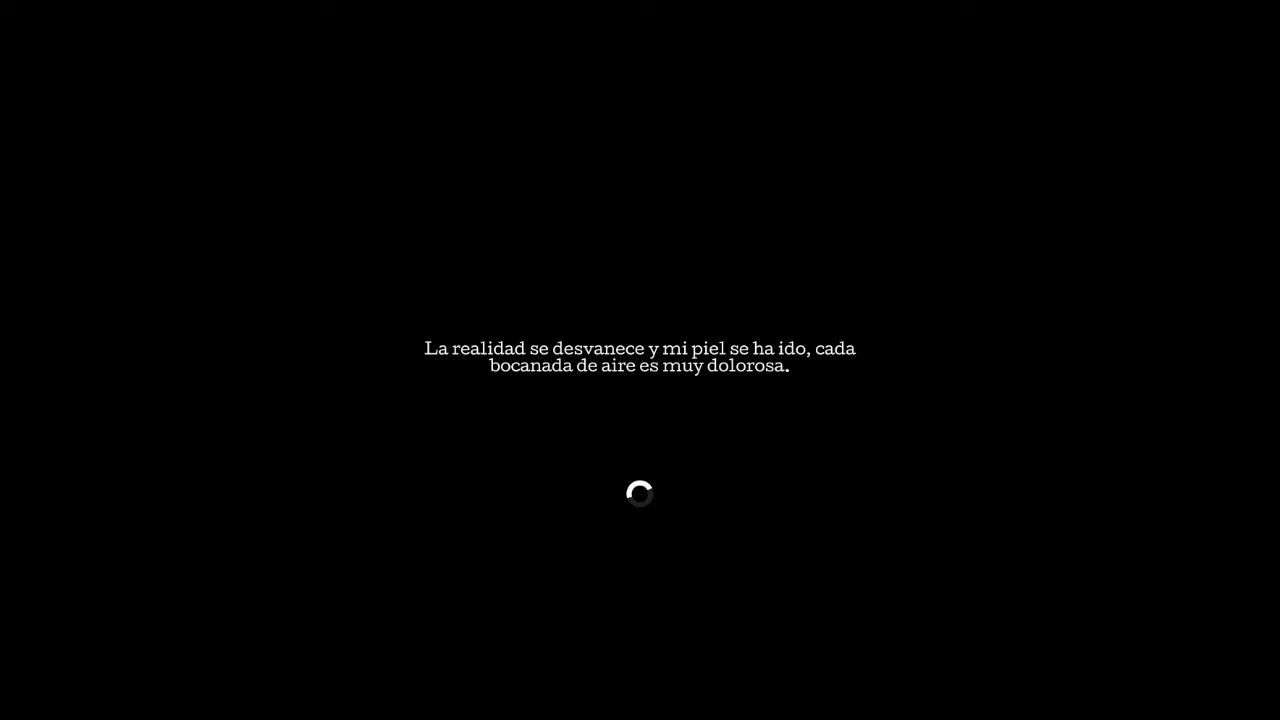 La realidad se desvanece y mi piel se ha ido, cada
bocanada de aire es muy dolorosa.